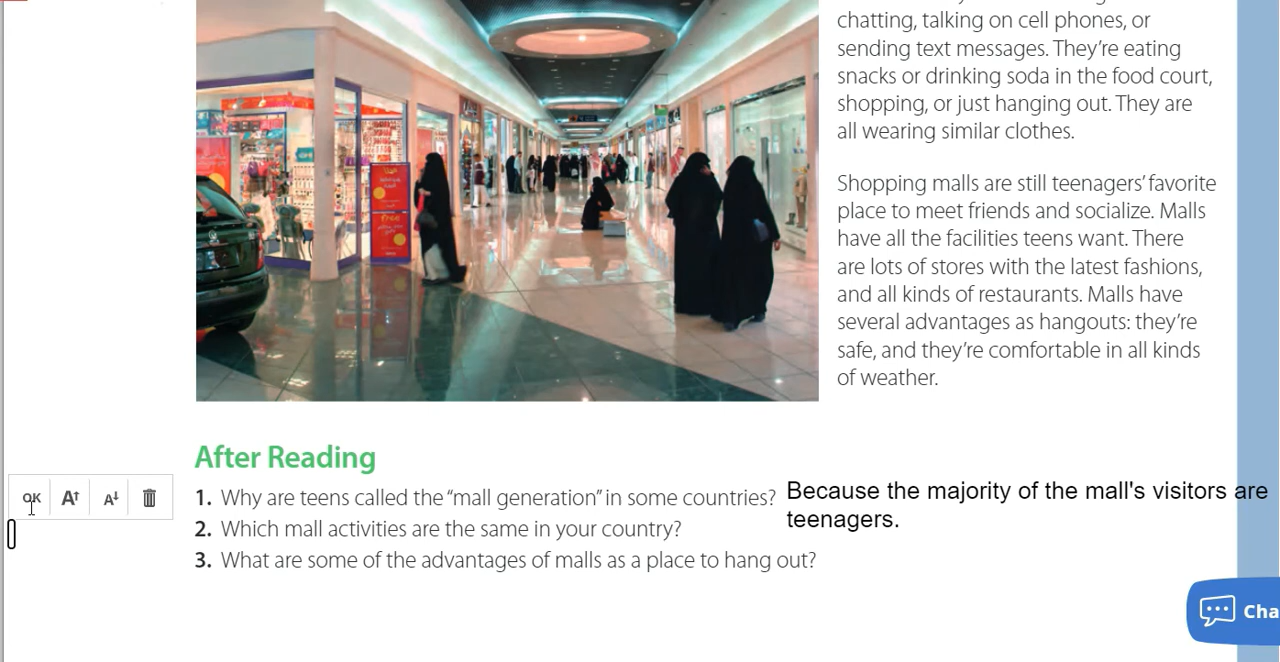 chatting, talking on cell phones, or
sending text messages. They're eating
snacks or drinking soda in the food court,
shopping, or just hanging out. They are
all wearing similar clothes.
Shopping malls are still teenagers' favorite
place to meet friends and socialize. Malls
have all the facilities teens want. There
are lots of stores with the latest fashions,
and all kinds of restaurants. Malls have
several advantages as hangouts: they're
safe, and they're comfortable in all kinds
of weather.
After Reading
OK
1. Why are teens called the “mall generation” in some countries?
Because the majority of the mall's visitors are
teenagers.
2. Which mall activities are the same in your country?
3. What are some of the advantages of malls as a place to hang out?
Cha